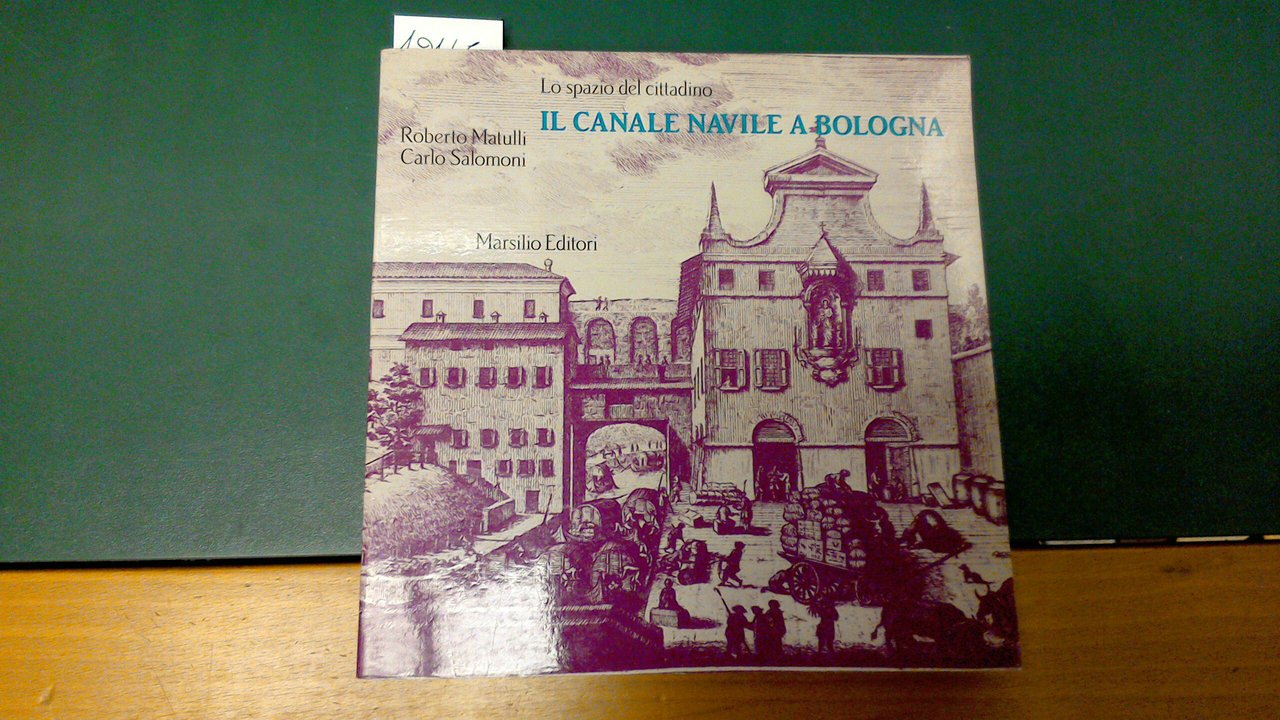 Lo spazio del cittadino
IL CANALE NAVILE A BOLOGNA
Roberto Matulli
Carlo Salomoni
Marsilio Editori